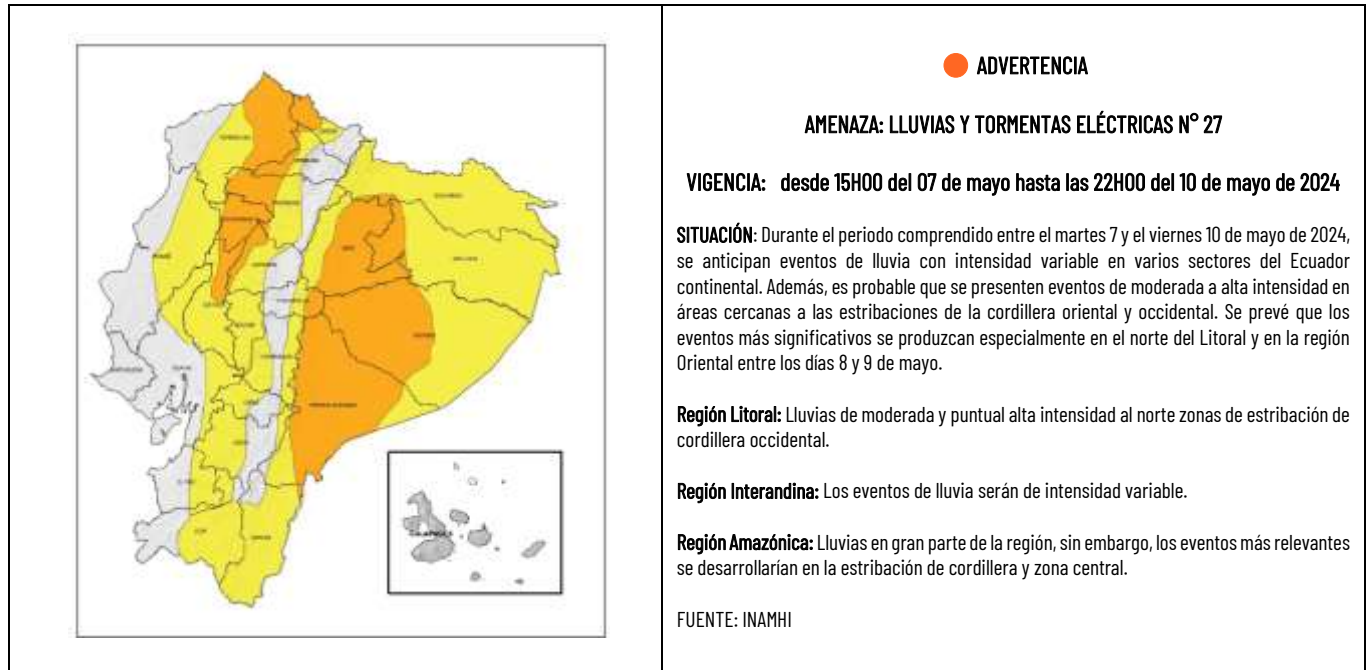 ADVERTENCIA
AMENAZA: LLUVIAS Y TORMENTAS ELÉCTRICAS N° 27
VIGENCIA: desde 15H00 del 07 de mayo hasta las 22H00 del 10 de mayo de 2024
SITUACIÓN: Durante el periodo comprendido entre el martes 7 y el viernes 10 de mayo de 2024,
se anticipan eventos de lluvia con intensidad variable en varios sectores del Ecuador
continental. Además, es probable que se presenten eventos de moderada a alta intensidad en
áreas cercanas a las estribaciones de la cordillera oriental y occidental. Se prevé que los
eventos más significativos se produzcan especialmente en el norte del Litoral y en la región
Oriental entre los días 8 y 9 de mayo.
Región Litoral: Lluvias de moderada y puntual alta intensidad al norte zonas de estribación de
cordillera occidental.
Región Interandina: Los eventos de lluvia serán de intensidad variable.
Región Amazónica: Lluvias en gran parte de la región, sin embargo, los eventos más relevantes
se desarrollarían en la estribación de cordillera y zona central.
FUENTE: INAMHI